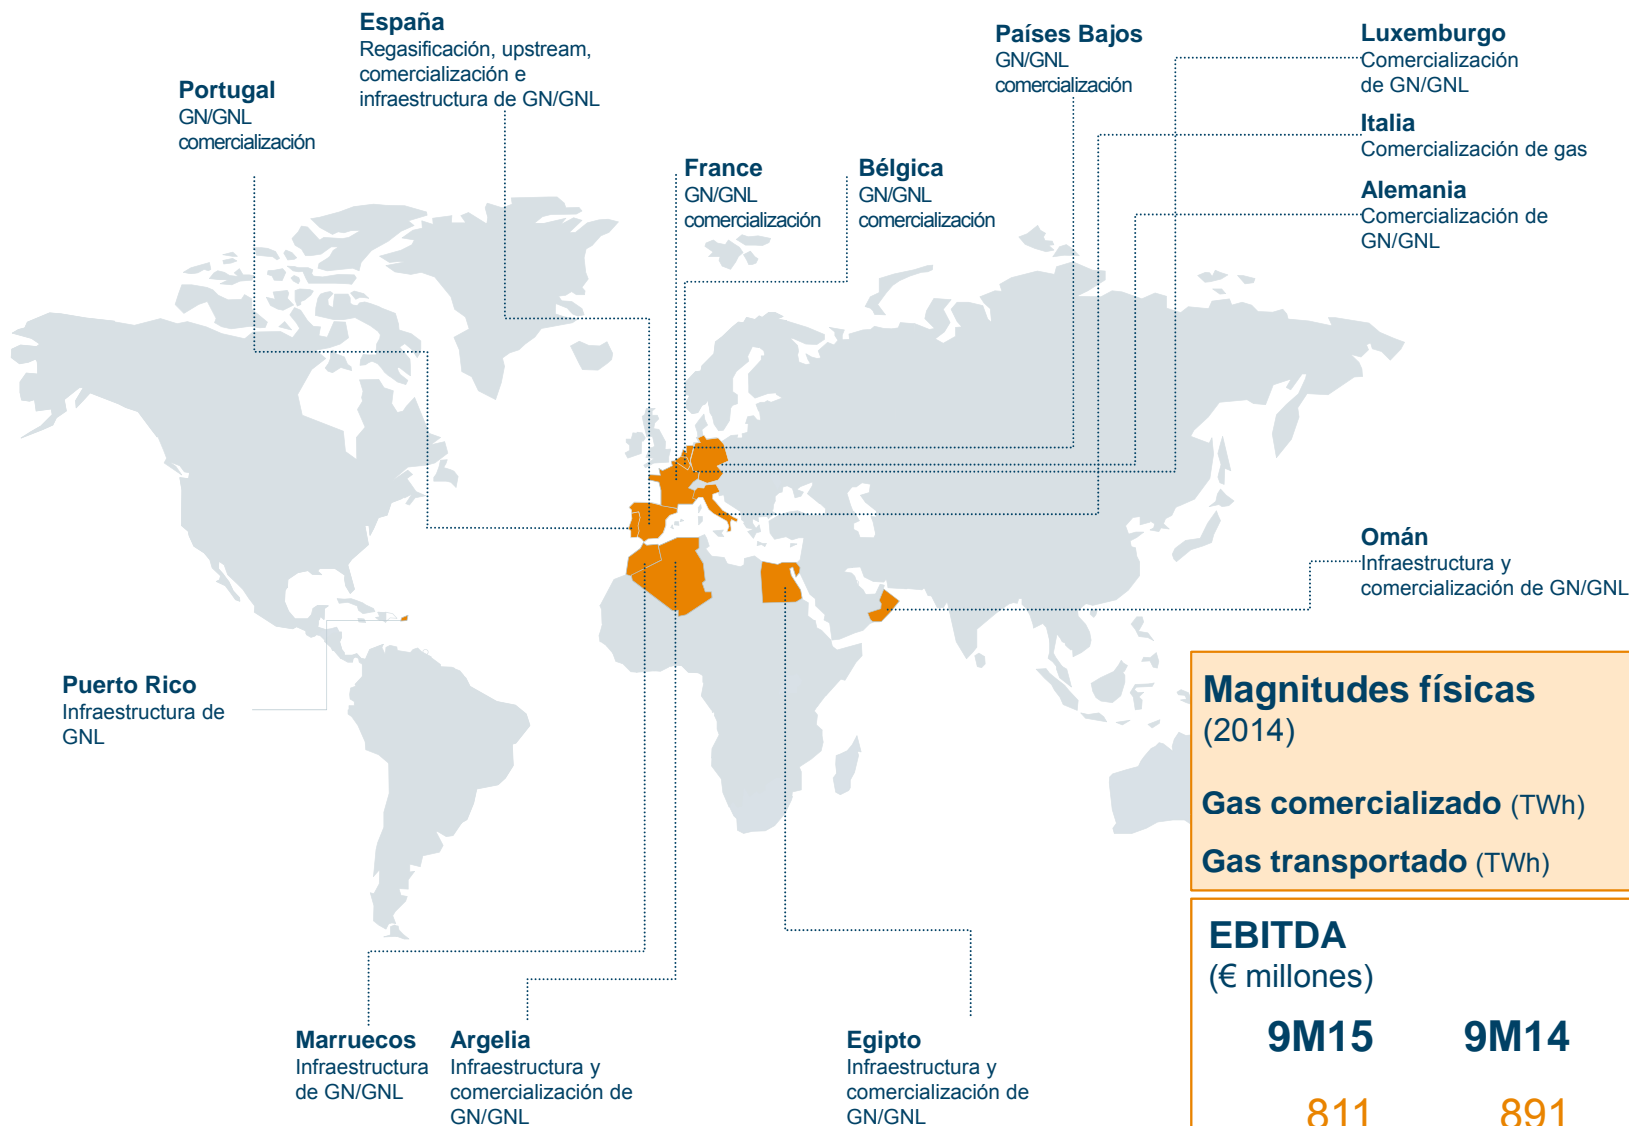 España
Regasificación, upstream,
comercialización e
infraestructura de GN/GNL
Portugal
GN/GNL
comercialización
Países Bajos
GN/GNL
comercialización
Luxemburgo
Comercialización
de GN/GNL
Italia
Comercialización de gas
France
GN/GNL
comercialización
Bélgica
GN/GNL
comercialización
Alemania
Comercialización de
GN/GNL
Omán
Infraestructura y
comercialización de GN/GNL
Puerto Rico
Infraestructura de
GNL
Magnitudes físicas
(2014)
Gas comercializado (TWh)
Gas transportado (TWh)
EBITDA
(€ millones)
9M15 9M14
811 891
Marruecos
Infraestructura
de GN/GNL
Argelia
Infraestructura y
comercialización de
GN/GNL
Egipto
Infraestructura y
comercialización de
GN/GNL